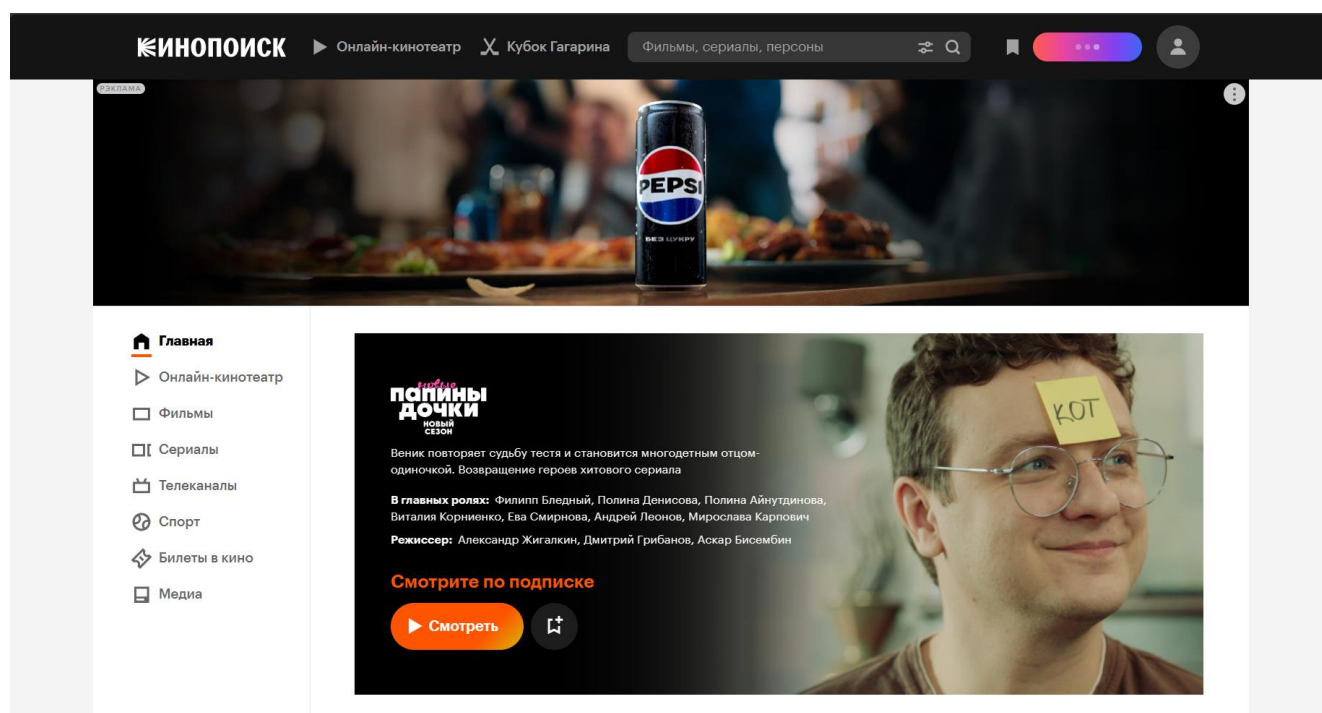 КИНОПОИСК
Онлайн-кинотеатр
Кубок Гагарина
Фильмы, сериалы, персоны
РЭКЛАМА
PEPSI
БЕЗ ЦУКРУ
Главная
Онлайн-кинотеатр
Фильмы
Сериалы
Телеканалы
Спорт
Билеты в кино
Медиа
новые
ПАПИНЫ
ДОЧКИ
НОВЫЙ
СЕЗОН
Веник повторяет судьбу тестя и становится многодетным отцом-
одиночкой. Возвращение героев хитового сериала
В главных ролях: Филипп Бледный, Полина Денисова, Полина Айнутдинова,
Виталия Корниенко, Ева Смирнова, Андрей Леонов, Мирослава Карпович
Режиссер: Александр Жигалкин, Дмитрий Грибанов, Аскар Бисембин
Смотрите по подписке
Смотреть
КОТ